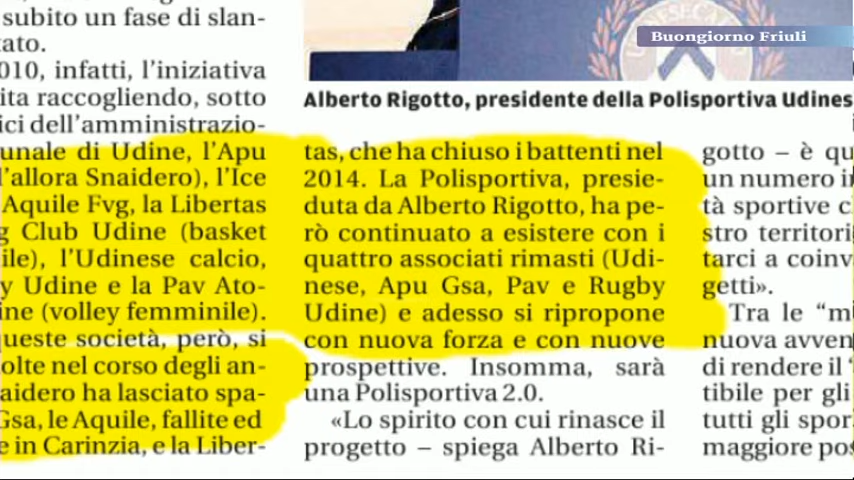 subito un fase di slan-
tato.
010, infatti, l'iniziativa
ita raccogliendo, sotto
ici dell'amministrazio-
unale di Udine, l'Apu
l'allora Snaidero), l'Ice
Aquile Fvg, la Libertas
g Club Udine (basket
ile), l'Udinese calcio,
y Udine e la Pav Ato-
ine (volley femminile).
ueste società, però, si
olte nel corso degli an-
aidero ha lasciato spa-
Gsa, le Aquile, fallite ed
e in Carinzia, e la Liber-
Buongiorno Friuli
Alberto Rigotto, presidente della Polisportiva Udines
tas, che ha chiuso i battenti nel
2014. La Polisportiva, presie-
duta da Alberto Rigotto, ha pe-
rò continuato a esistere con i
quattro associati rimasti (Udi-
nese, Apu Gsa, Pav e Rugby
Udine) e adesso si ripropone
con nuova forza e con nuove
prospettive. Insomma, sarà
una Polisportiva 2.0.
«Lo spirito con cui rinasce il
progetto – spiega Alberto Ri-
gotto – è qu
un numero i
tà sportive c
stro territori
tarci a coinv
getti».
Tra le “m
nuova avven
di rendere il
tibile per gli
tutti gli spor
maggiore pos